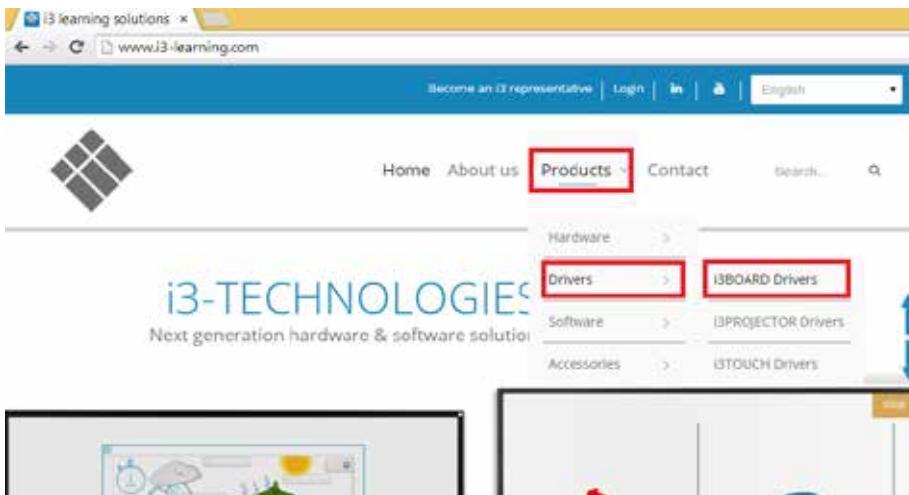 i3 learning solutions ×
www.i3-learning.com
Become an i3 representative | Login | in | | English
Home About us Products Contact Search...
Hardware
Drivers i3BOARD Drivers
i3-TECHNOLOGIES
Software i3PROJECTOR Drivers
Next generation hardware & software solutio
Accessories i3TOUCH Drivers